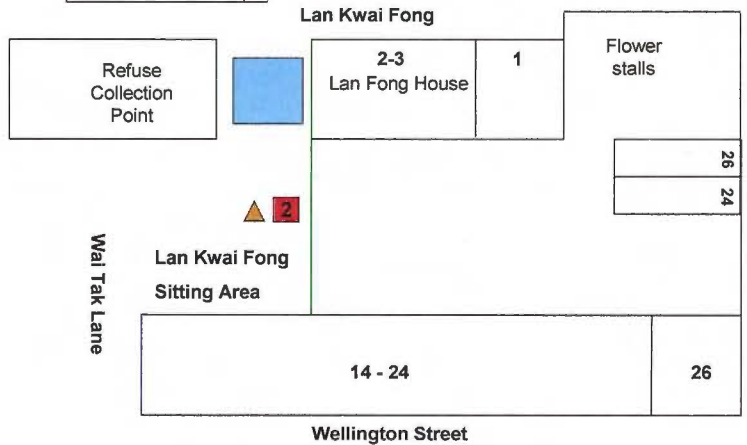 Lan Kwai Fong
Refuse
Collection
Point
2-3
Lan Fong House
1
Flower
stalls
26
24
2
Lan Kwai Fong
Sitting Area
Wai Tak Lane
14 - 24
26
Wellington Street